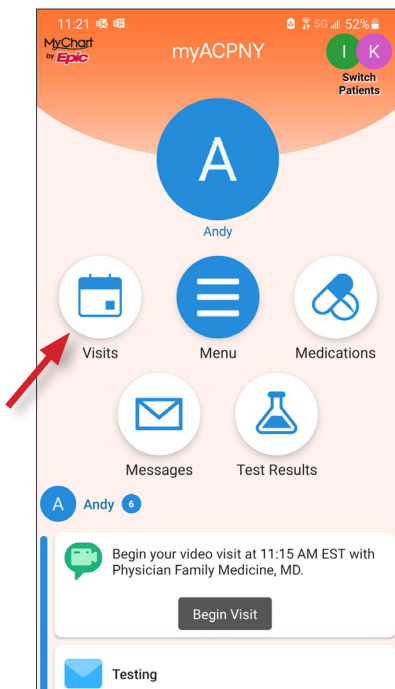 11:21 5G 52%
MyChart
by Epic
myACPNY
I K
Switch
Patients
A
Andy
Visits Menu Medications
Messages Test Results
A Andy 6
Begin your video visit at 11:15 AM EST with
Physician Family Medicine, MD.
Begin Visit
Testing